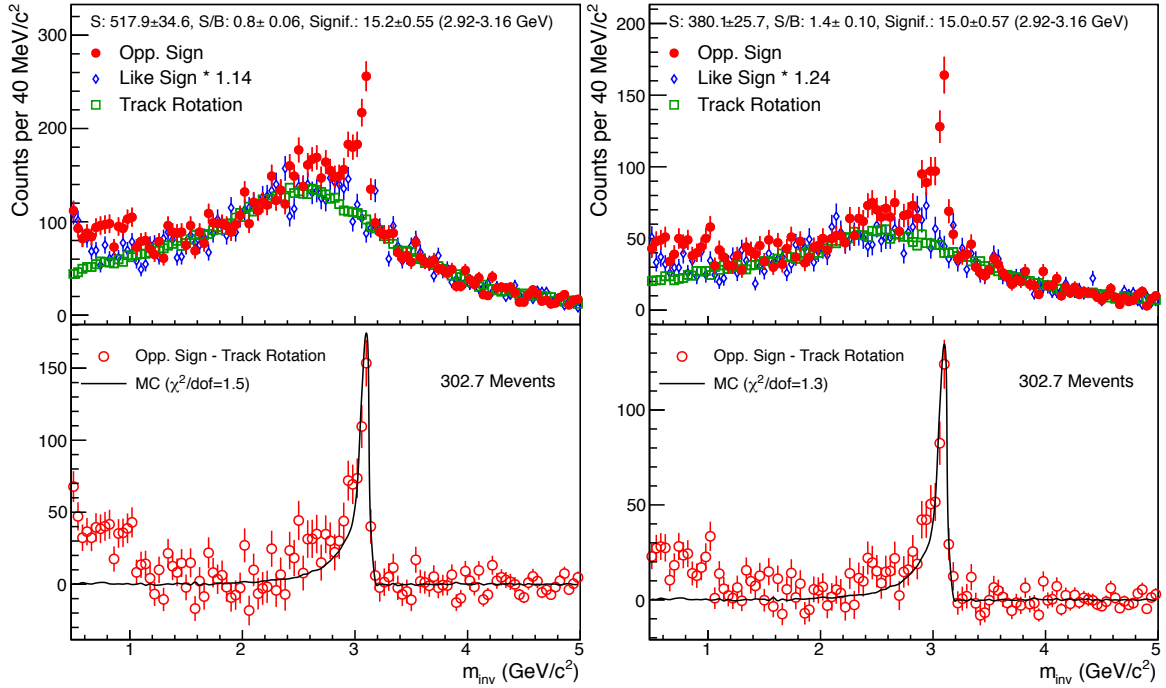 S: 517.9±34.6, S/B: 0.8± 0.06, Signif.: 15.2±0.55 (2.92-3.16 GeV)
Opp. Sign
Like Sign * 1.14
Track Rotation
Counts per 40 MeV/c²
300
200
100
0
Opp. Sign - Track Rotation
MC (χ²/dof=1.5)
302.7 Mevents
150
100
50
0
1 2 3 4 5
m_inv (GeV/c²)
S: 380.1±25.7, S/B: 1.4± 0.10, Signif.: 15.0±0.57 (2.92-3.16 GeV)
Opp. Sign
Like Sign * 1.24
Track Rotation
Counts per 40 MeV/c²
200
150
100
50
0
Opp. Sign - Track Rotation
MC (χ²/dof=1.3)
302.7 Mevents
100
50
0
1 2 3 4 5
m_inv (GeV/c²)